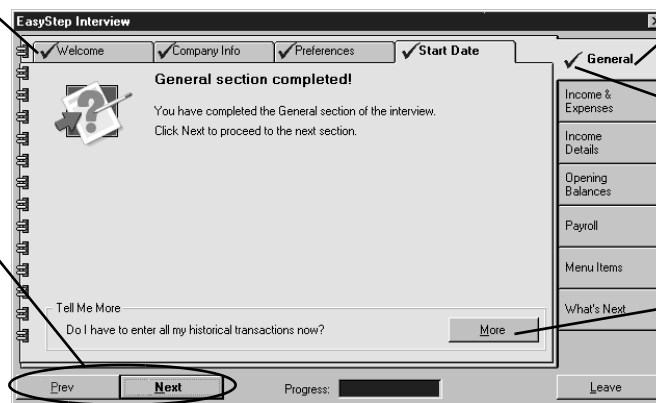 EasyStep Interview
Welcome
Company Info
Preferences
Start Date
General section completed!
You have completed the General section of the interview.
Click Next to proceed to the next section.
Tell Me More
Do I have to enter all my historical transactions now?
More
General
Income &
Expenses
Income
Details
Opening
Balances
Payroll
Menu Items
What's Next
Prev
Next
Progress:
Leave